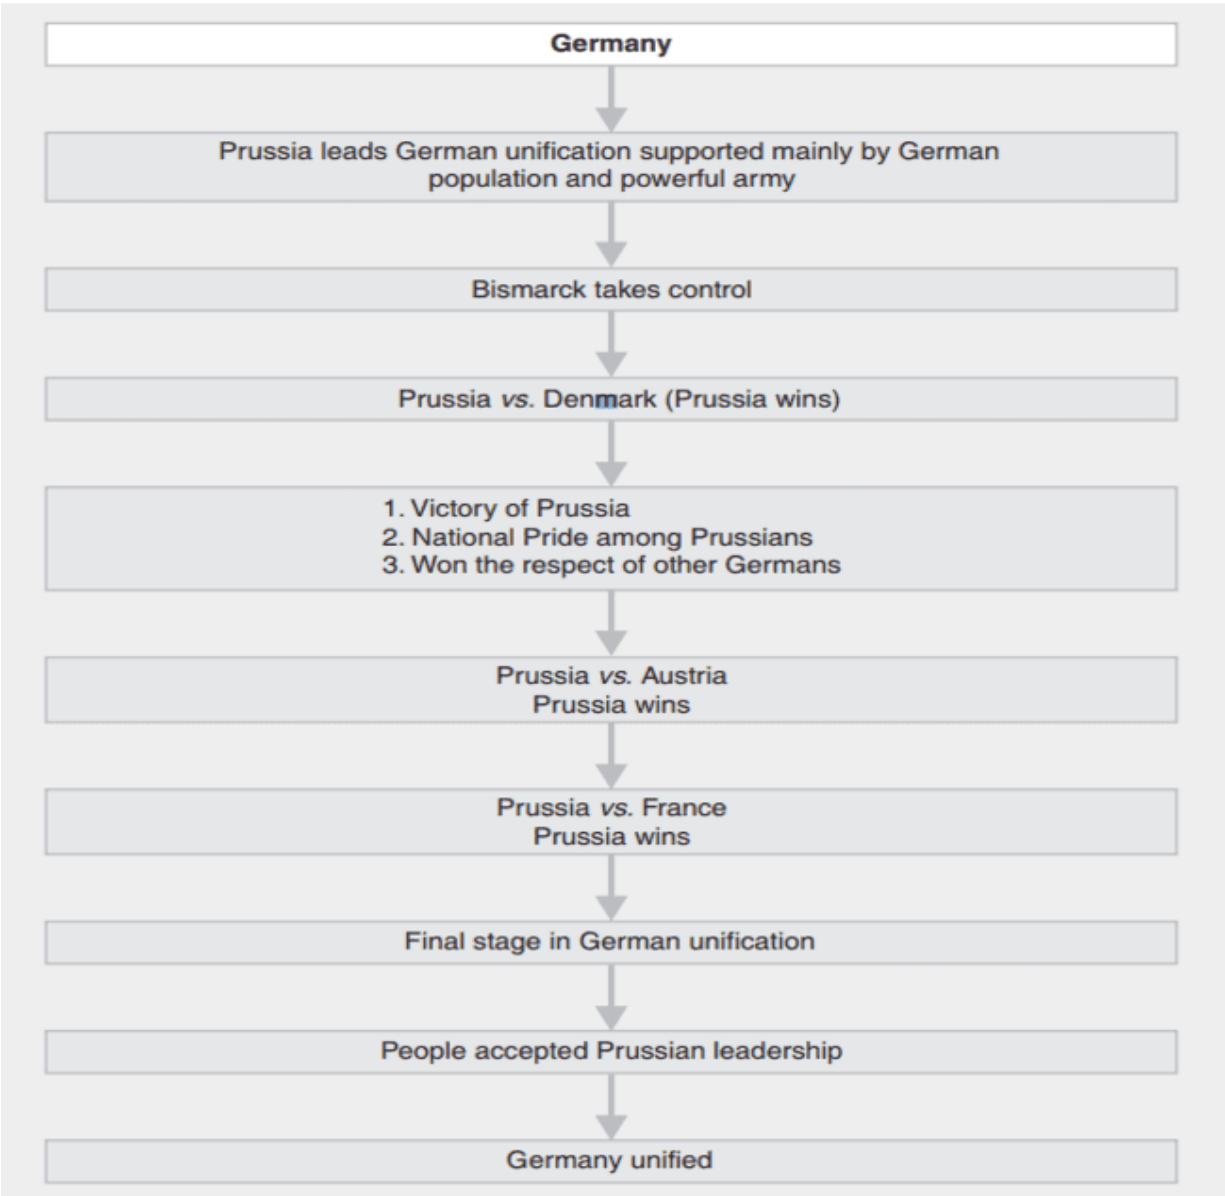 Germany
Prussia leads German unification supported mainly by German
population and powerful army
Bismarck takes control
Prussia vs. Denmark (Prussia wins)
1. Victory of Prussia
2. National Pride among Prussians
3. Won the respect of other Germans
Prussia vs. Austria
Prussia wins
Prussia vs. France
Prussia wins
Final stage in German unification
People accepted Prussian leadership
Germany unified